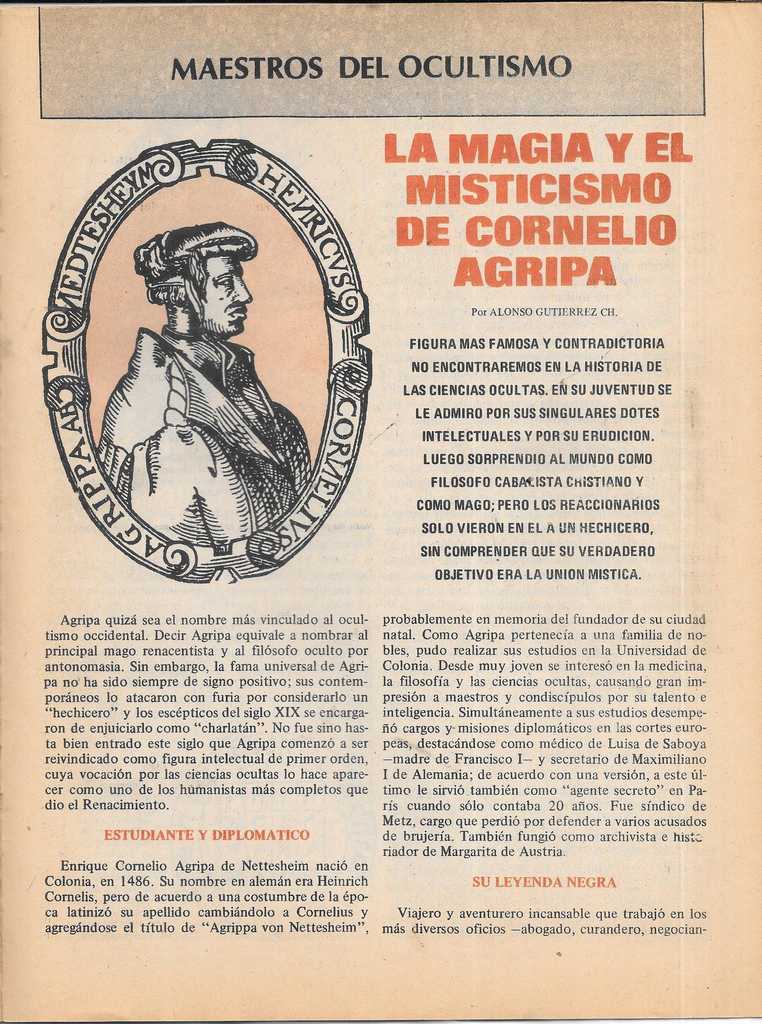 MAESTROS DEL OCULTISMO
HENRICVS
CORNELIVS
AGRIPPA AB
NEDTESHEYM
LA MAGIA Y EL
MISTICISMO
DE CORNELIO
AGRIPA
Por ALONSO GUTIERREZ CH.
FIGURA MAS FAMOSA Y CONTRADICTORIA
NO ENCONTRAREMOS EN LA HISTORIA DE
LAS CIENCIAS OCULTAS. EN SU JUVENTUD SE
LE ADMIRO POR SUS SINGULARES DOTES
INTELECTUALES Y POR SU ERUDICION.
LUEGO SORPRENDIO AL MUNDO COMO
FILOSOFO CABALISTA CHISTIANO Y
COMO MAGO; PERO LOS REACCIONARIOS
SOLO VIERON EN EL A UN HECHICERO,
SIN COMPRENDER QUE SU VERDADERO
OBJETIVO ERA LA UNION MISTICA.
Agripa quizá sea el nombre más vinculado al ocul-
tismo occidental. Decir Agripa equivale a nombrar al
principal mago renacentista y al filósofo oculto por
antonomasia. Sin embargo, la fama universal de Agri-
pa no ha sido siempre de signo positivo; sus contem-
poráneos lo atacaron con furia por considerarlo un
“hechicero” y los escépticos del siglo XIX se encarga-
ron de enjuiciarlo como “charlatán”. No fue sino has-
ta bien entrado este siglo que Agripa comenzó a ser
reivindicado como figura intelectual de primer orden,
cuya vocación por las ciencias ocultas lo hace apare-
cer como uno de los humanistas más completos que
dio el Renacimiento.
ESTUDIANTE Y DIPLOMATICO
Enrique Cornelio Agripa de Nettesheim nació en
Colonia, en 1486. Su nombre en alemán era Heinrich
Cornelis, pero de acuerdo a una costumbre de la épo-
ca latinizó su apellido cambiándolo a Cornelius y
agregándose el título de “Agrippa von Nettesheim”,
probablemente en memoria del fundador de su ciudad
natal. Como Agripa pertenecía a una familia de no-
bles, pudo realizar sus estudios en la Universidad de
Colonia. Desde muy joven se interesó en la medicina,
la filosofía y las ciencias ocultas, causando gran im-
presión a maestros y condiscípulos por su talento e
inteligencia. Simultáneamente a sus estudios desempe-
ñó cargos y misiones diplomáticos en las cortes euro-
peas, destacándose como médico de Luisa de Saboya
—madre de Francisco I— y secretario de Maximiliano
I de Alemania; de acuerdo con una versión, a este úl-
timo le sirvió también como “agente secreto” en Pa-
rís cuando sólo contaba 20 años. Fue síndico de
Metz, cargo que perdió por defender a varios acusados
de brujería. También fungió como archivista e histo
riador de Margarita de Austria.
SU LEYENDA NEGRA
Viajero y aventurero incansable que trabajó en los
más diversos oficios —abogado, curandero, negocian-